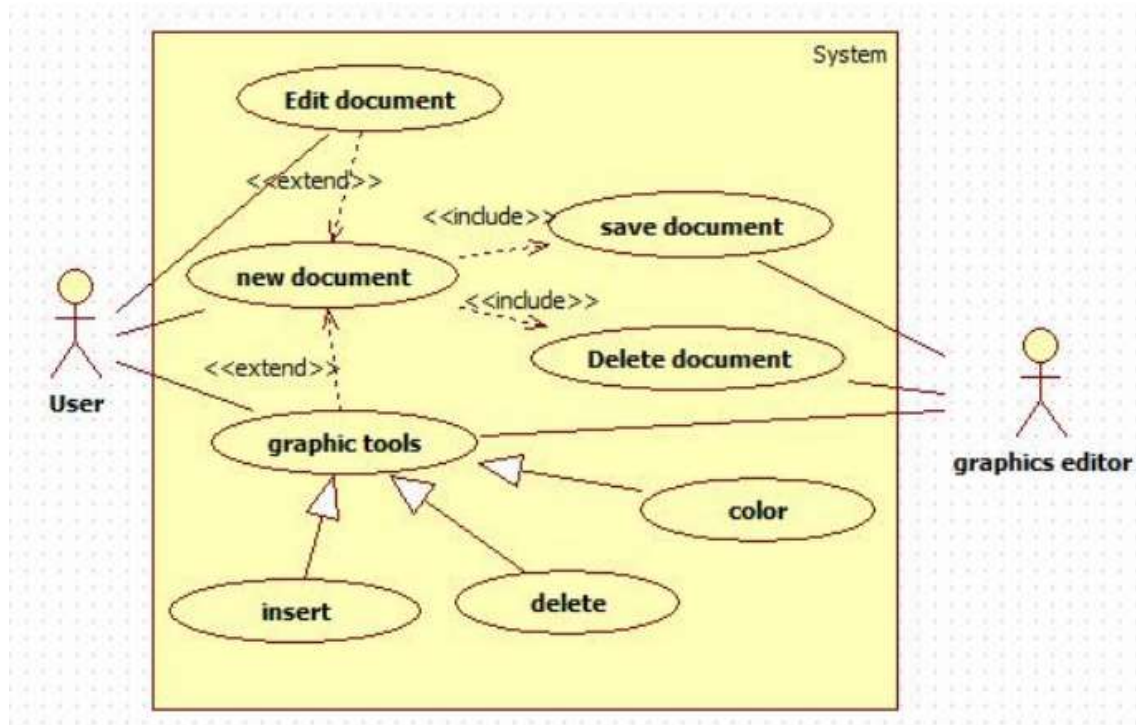 System
Edit document
<<extend>>
<<include>>
save document
new document
<<include>>
Delete document
<<extend>>
User
graphic tools
graphics editor
color
insert
delete